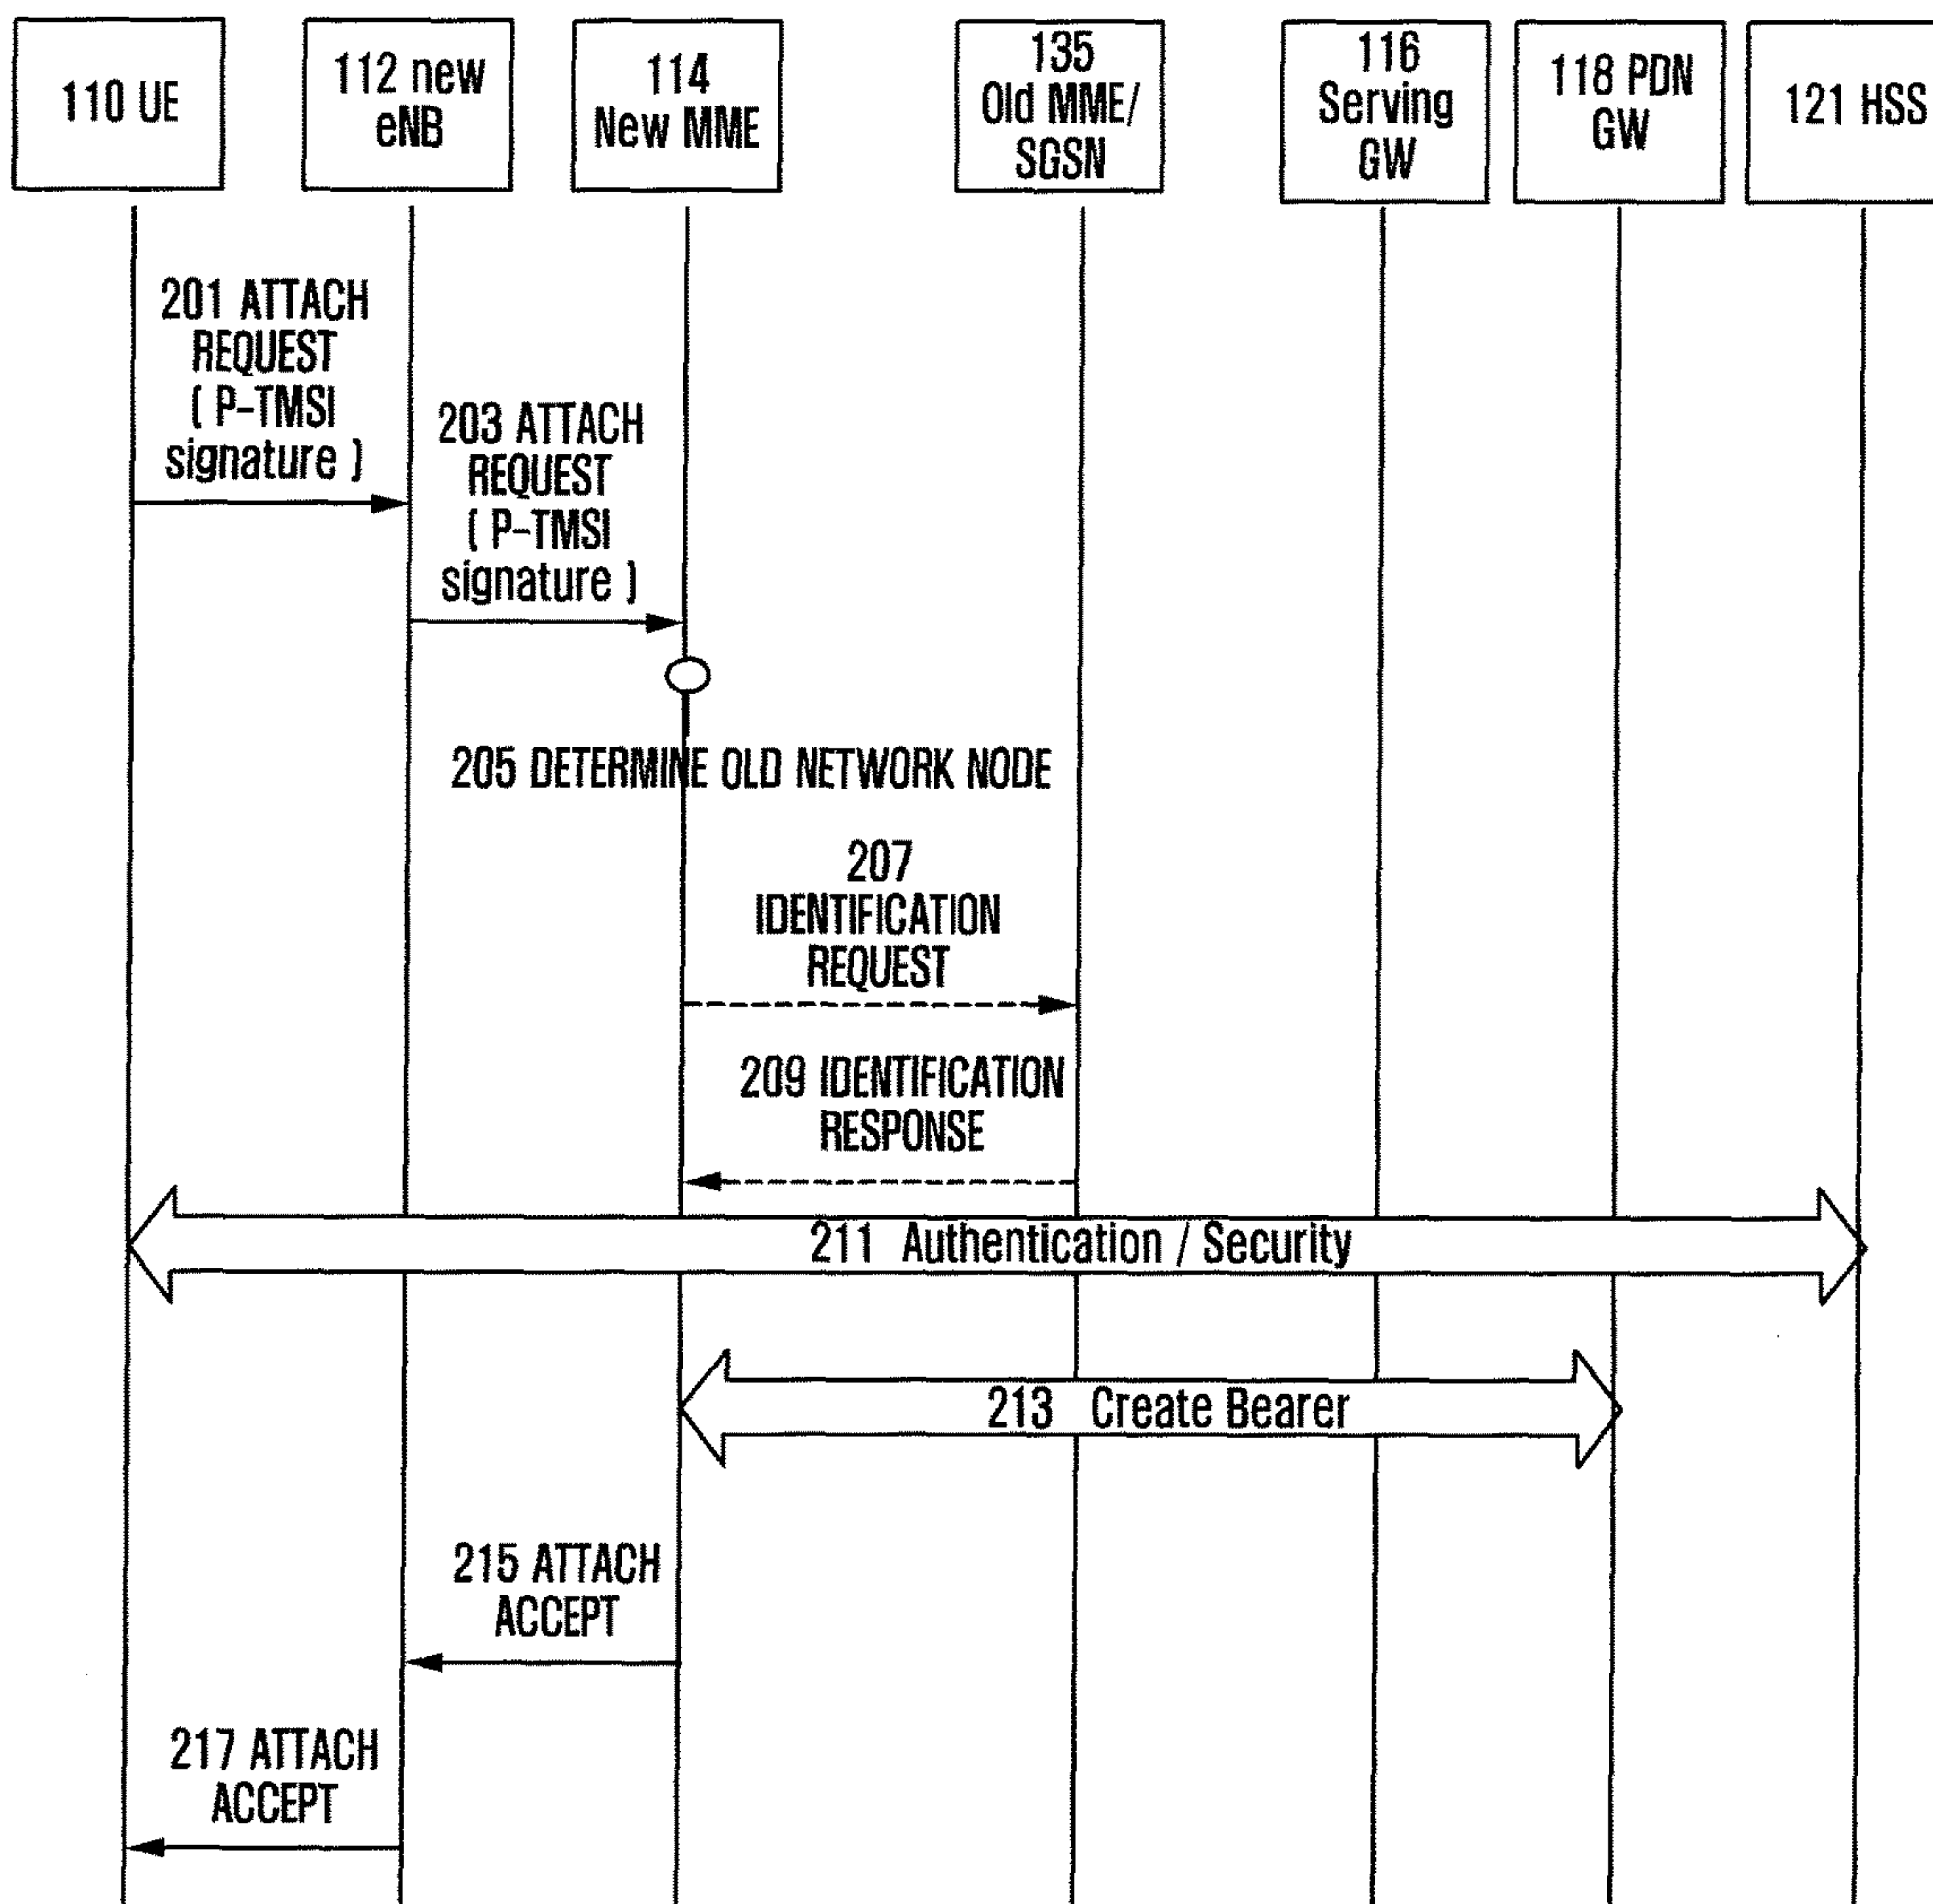 110 UE
112 new
eNB
114
New MME
135
Old MME/
SGSN
116
Serving
GW
118 PDN
GW
121 HSS
201 ATTACH
REQUEST
( P-TMSI
signature )
203 ATTACH
REQUEST
( P-TMSI
signature )
205 DETERMINE OLD NETWORK NODE
207
IDENTIFICATION
REQUEST
209 IDENTIFICATION
RESPONSE
211 Authentication / Security
213 Create Bearer
215 ATTACH
ACCEPT
217 ATTACH
ACCEPT